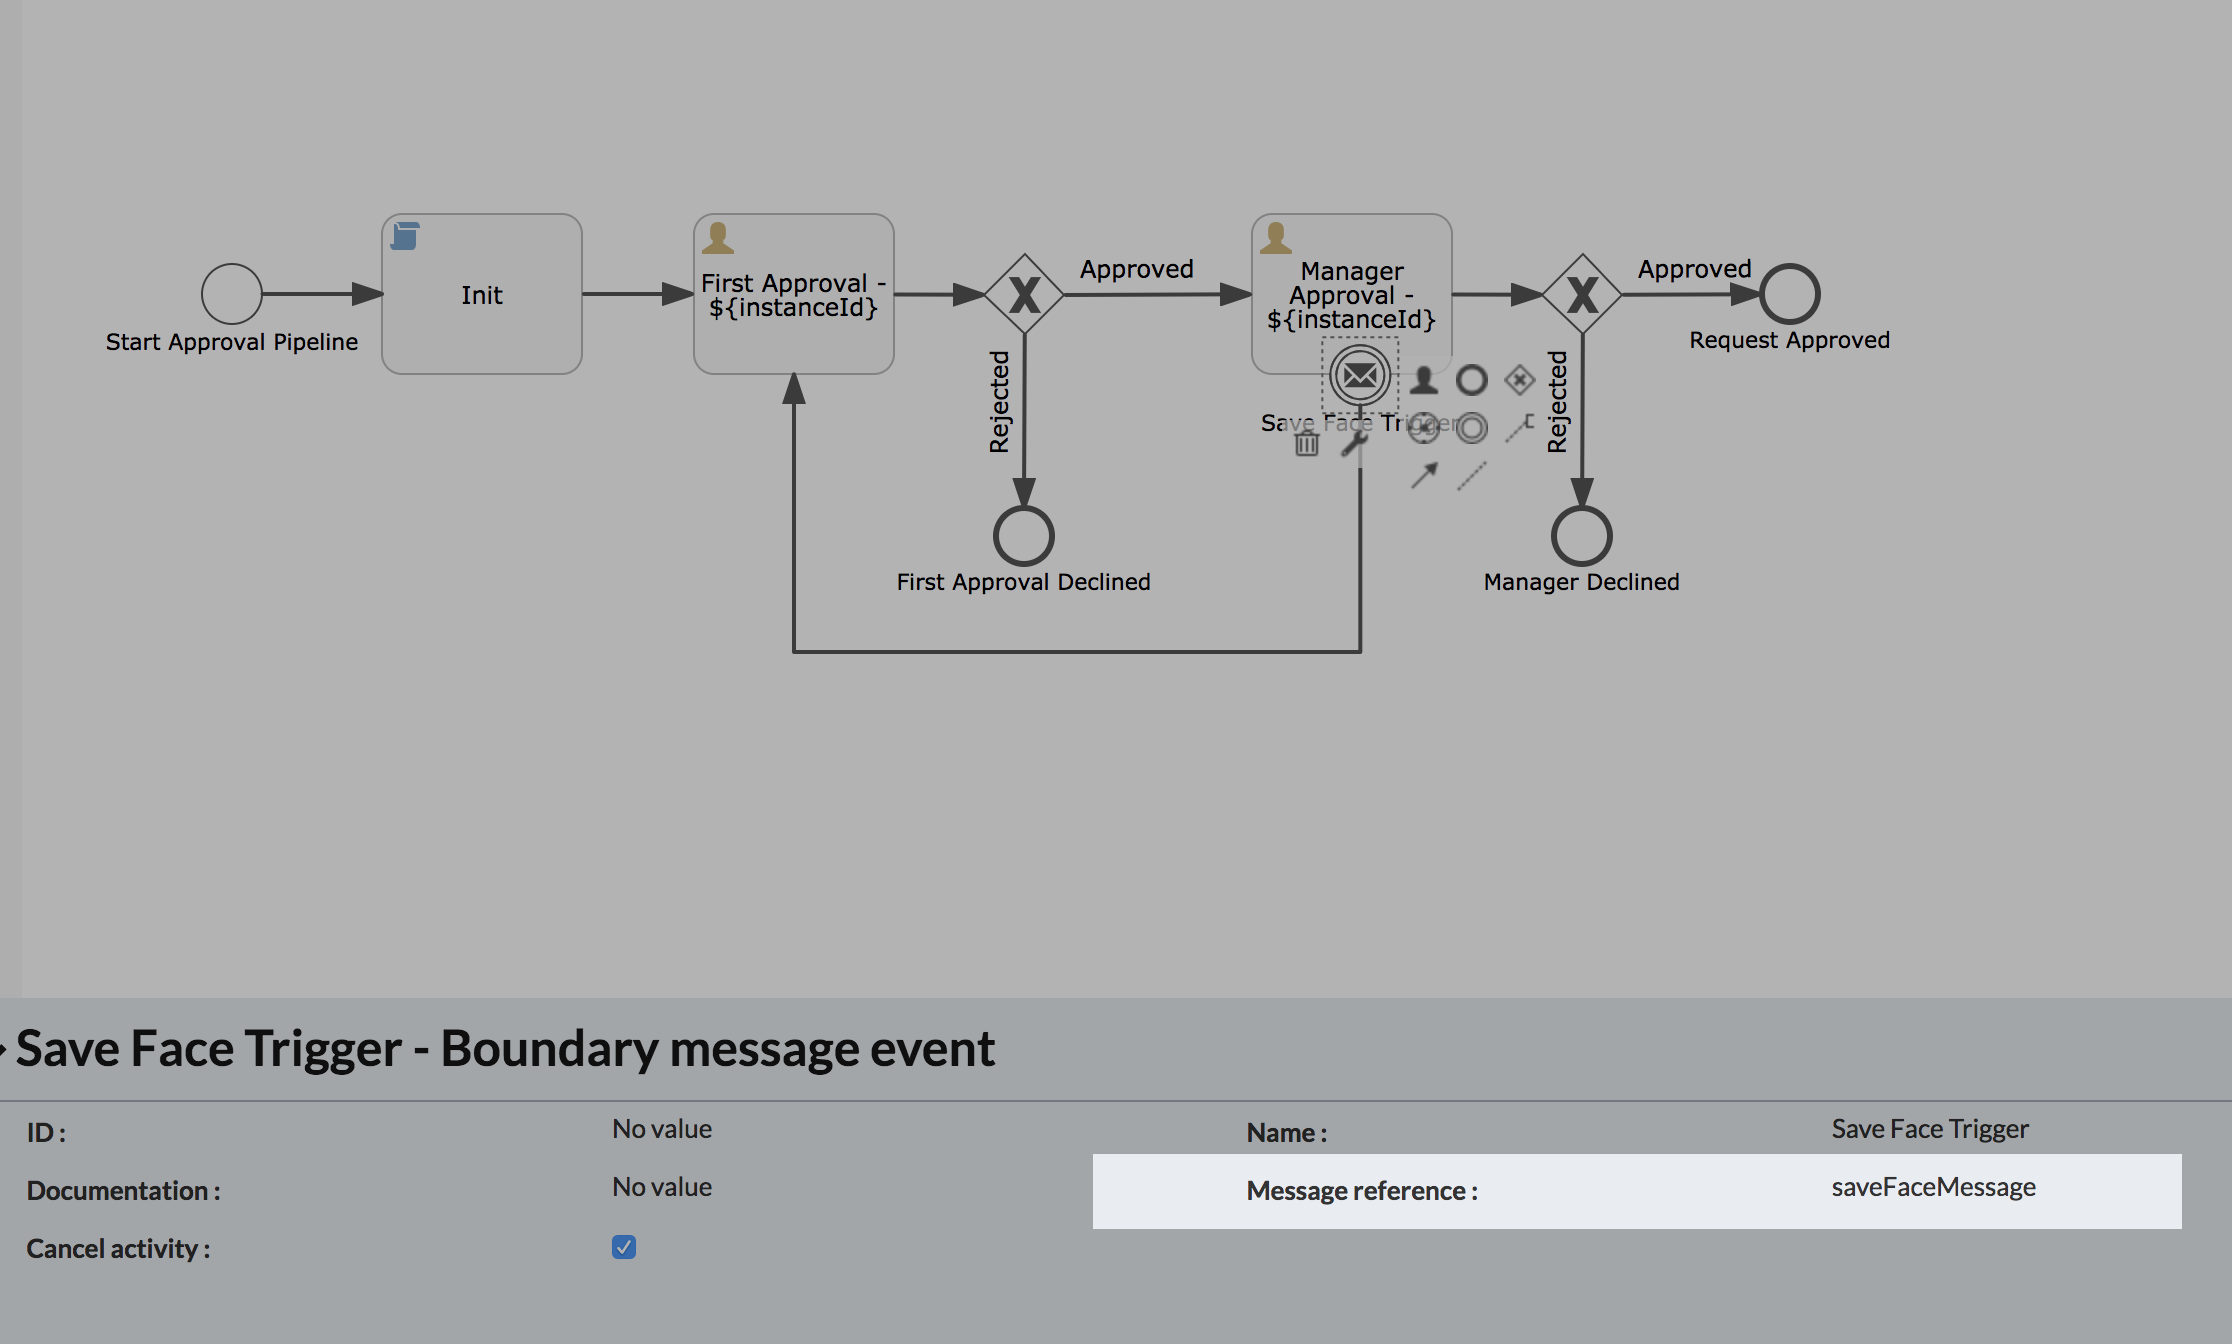 Start Approval Pipeline
Init
First Approval -
${instanceId}
Approved
Rejected
First Approval Declined
Manager
Approval -
${instanceId}
Save Face Trigger
Approved
Rejected
Manager Declined
Request Approved
Save Face Trigger - Boundary message event
ID :
No value
Name :
Save Face Trigger
Documentation :
No value
Message reference :
saveFaceMessage
Cancel activity :